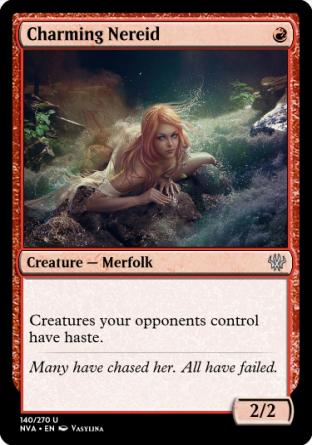 Charming Nereid
Creature — Merfolk
Creatures your opponents control
have haste.
Many have chased her. All have failed.
140/270 U
NVA • EN Vasylina
2/2